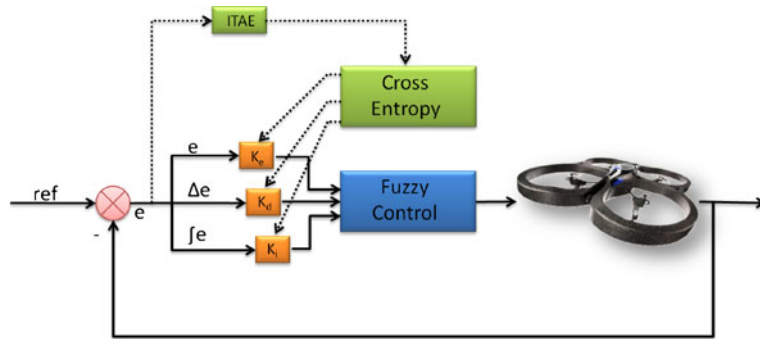 ITAE
Cross
Entropy
e
Ke
ref
e
Δe
Kd
Fuzzy
Control
-
∫e
Ki